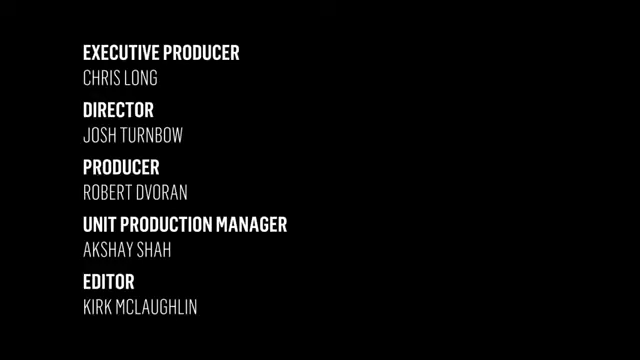 EXECUTIVE PRODUCER
CHRIS LONG
DIRECTOR
JOSH TURNBOW
PRODUCER
ROBERT DVORAN
UNIT PRODUCTION MANAGER
AKSHAY SHAH
EDITOR
KIRK MCLAUGHLIN